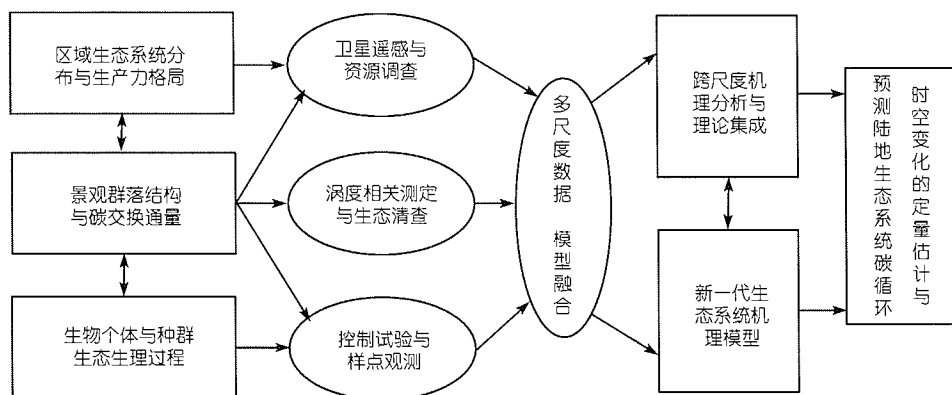 区域生态系统分
布与生产力格局
景观群落结构
与碳交换通量
生物个体与种群
生态生理过程
卫星遥感与
资源调查
涡度相关测定
与生态清查
控制试验与
样点观测
多尺度数据 模型融合
跨尺度机
理分析与
理论集成
新一代生
态系统机
理模型
时空变化的定量估计与
预测陆地生态系统碳循环